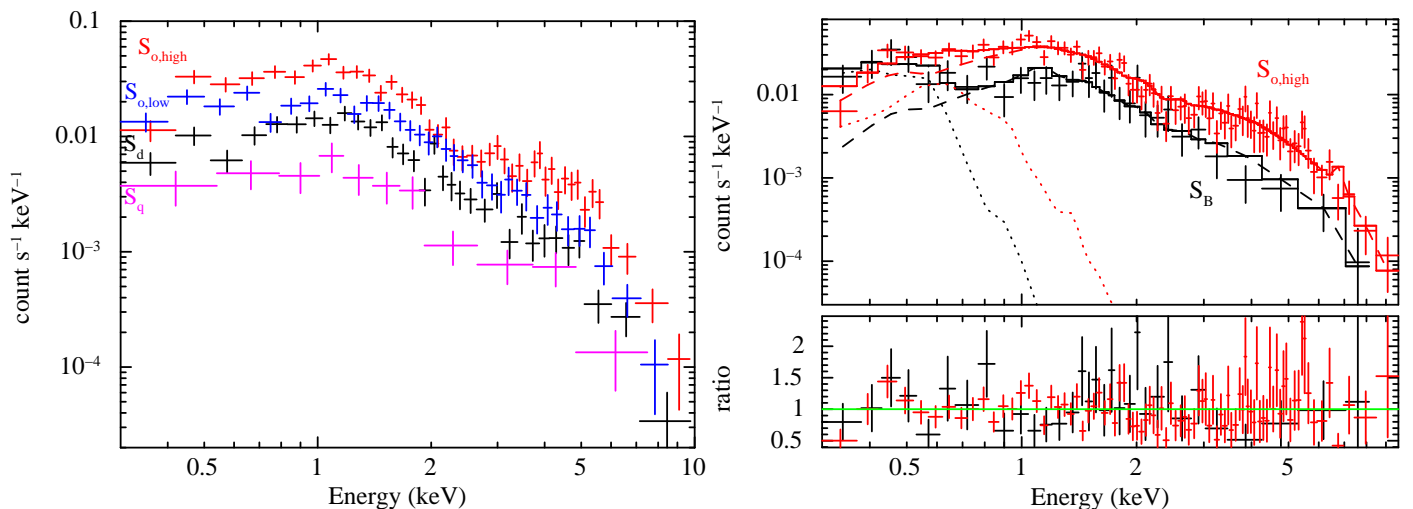 0.1
0.01
10⁻³
10⁻⁴
count s⁻¹ keV⁻¹
S_o,high
S_o,low
S_d
S_q
0.5 1 2 5 10
Energy (keV)
0.01
10⁻³
10⁻⁴
count s⁻¹ keV⁻¹
S_o,high
S_B
2
1.5
1
0.5
ratio
0.5 1 2 5
Energy (keV)